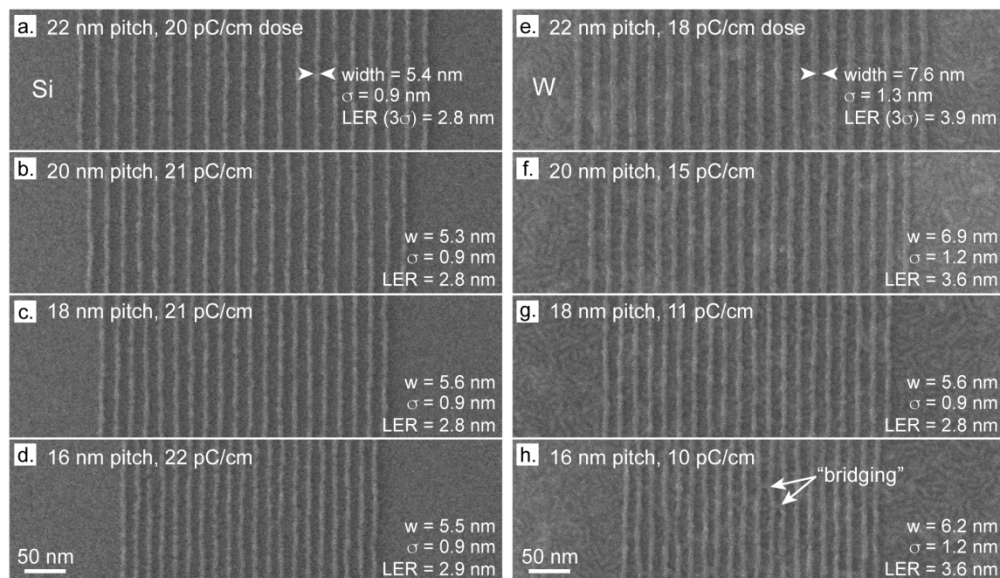 a. 22 nm pitch, 20 pC/cm dose
Si
width = 5.4 nm
σ = 0.9 nm
LER (3σ) = 2.8 nm
b. 20 nm pitch, 21 pC/cm
w = 5.3 nm
σ = 0.9 nm
LER = 2.8 nm
c. 18 nm pitch, 21 pC/cm
w = 5.6 nm
σ = 0.9 nm
LER = 2.8 nm
d. 16 nm pitch, 22 pC/cm
w = 5.5 nm
σ = 0.9 nm
LER = 2.9 nm
50 nm
e. 22 nm pitch, 18 pC/cm dose
W
width = 7.6 nm
σ = 1.3 nm
LER (3σ) = 3.9 nm
f. 20 nm pitch, 15 pC/cm
w = 6.9 nm
σ = 1.2 nm
LER = 3.6 nm
g. 18 nm pitch, 11 pC/cm
w = 5.6 nm
σ = 0.9 nm
LER = 2.8 nm
h. 16 nm pitch, 10 pC/cm
“bridging”
w = 6.2 nm
σ = 1.2 nm
LER = 3.6 nm
50 nm